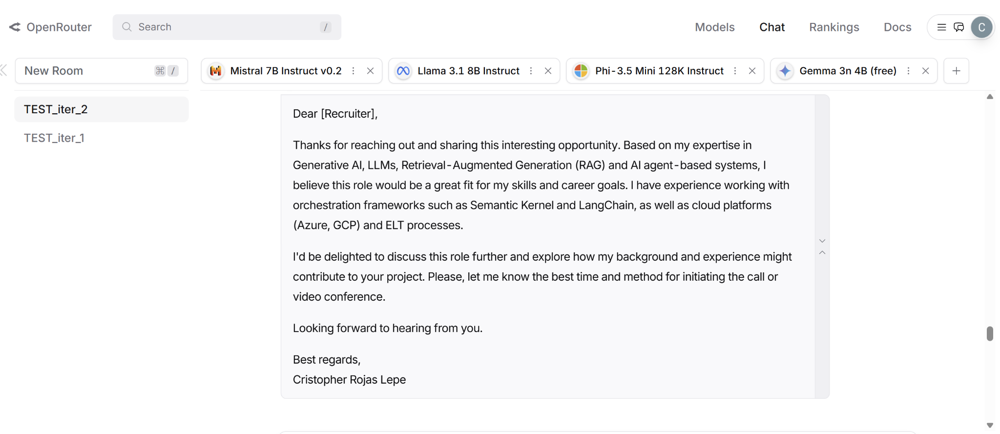 OpenRouter
Search
/
Models
Chat
Rankings
Docs
C
New Room
⌘ /
Mistral 7B Instruct v0.2
Llama 3.1 8B Instruct
Phi-3.5 Mini 128K Instruct
Gemma 3n 4B (free)
TEST_iter_2
TEST_iter_1
Dear [Recruiter],
Thanks for reaching out and sharing this interesting opportunity. Based on my expertise in
Generative AI, LLMs, Retrieval-Augmented Generation (RAG) and AI agent-based systems, I
believe this role would be a great fit for my skills and career goals. I have experience working with
orchestration frameworks such as Semantic Kernel and LangChain, as well as cloud platforms
(Azure, GCP) and ELT processes.
I'd be delighted to discuss this role further and explore how my background and experience might
contribute to your project. Please, let me know the best time and method for initiating the call or
video conference.
Looking forward to hearing from you.
Best regards,
Cristopher Rojas Lepe